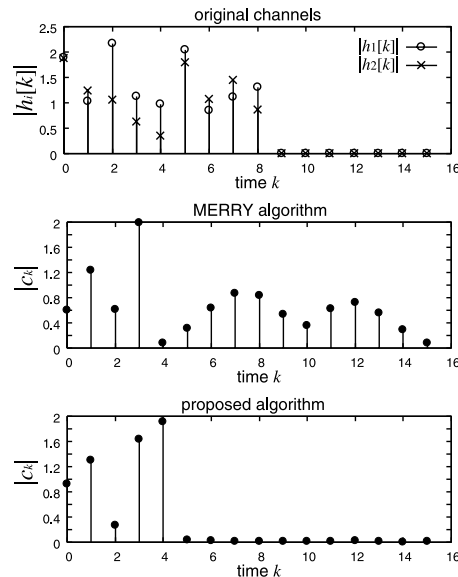 original channels
|h1[k]|
|h2[k]|
|hi[k]|
2.5
2
1.5
1
0.5
0
0 2 4 6 8 10 12 14 16
time k
MERRY algorithm
|ck|
2
1.6
1.2
0.8
0.4
0
0 2 4 6 8 10 12 14 16
time k
proposed algorithm
|ck|
2
1.6
1.2
0.8
0.4
0
0 2 4 6 8 10 12 14 16
time k